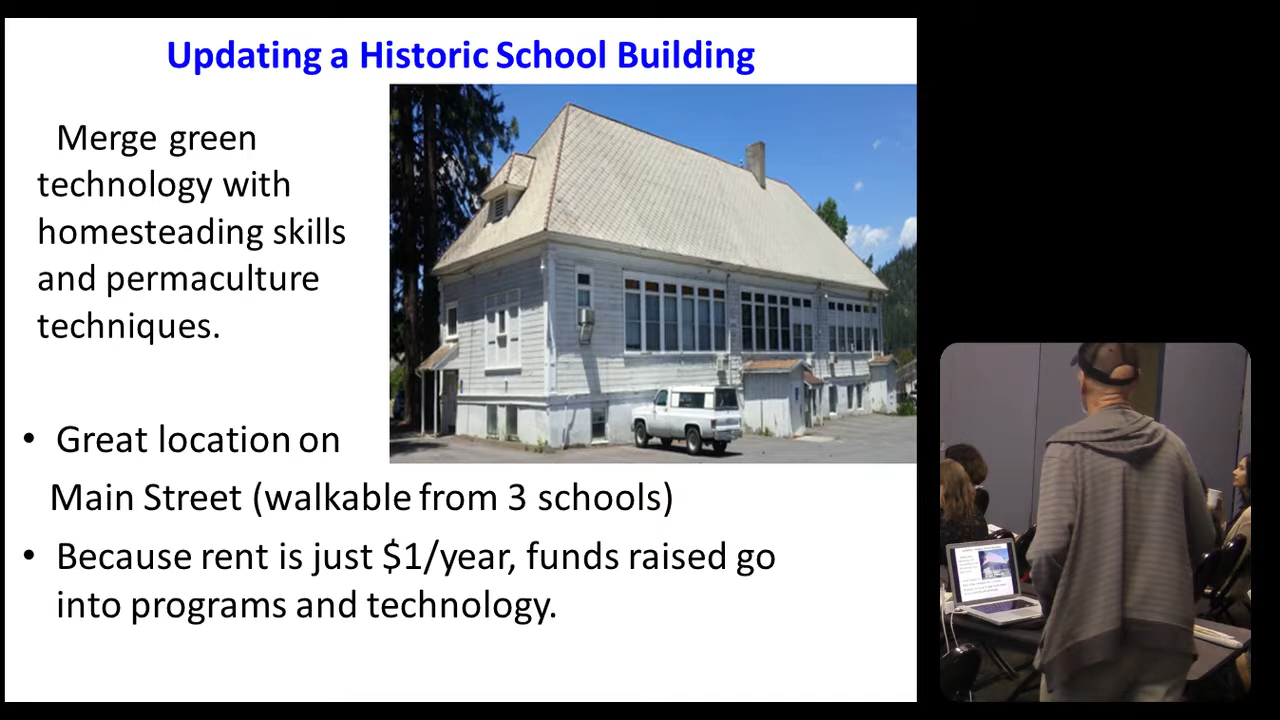 Updating a Historic School Building
Merge green
technology with
homesteading skills
and permaculture
techniques.
• Great location on
Main Street (walkable from 3 schools)
• Because rent is just $1/year, funds raised go
into programs and technology.